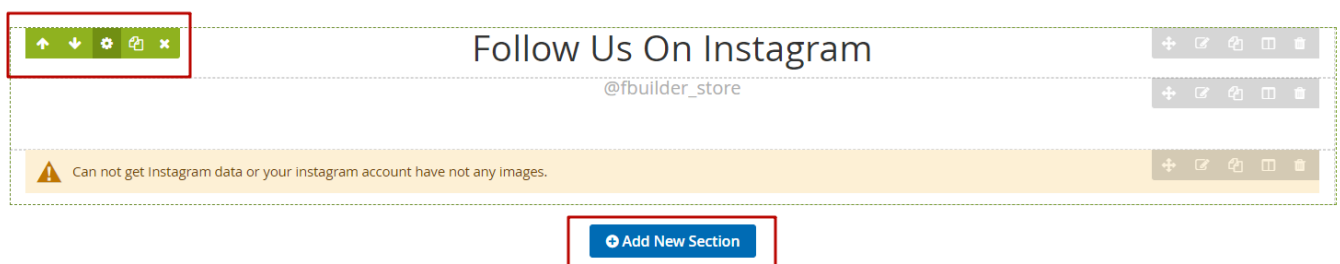 Follow Us On Instagram
@fbuilder_store
Can not get Instagram data or your instagram account have not any images.
Add New Section